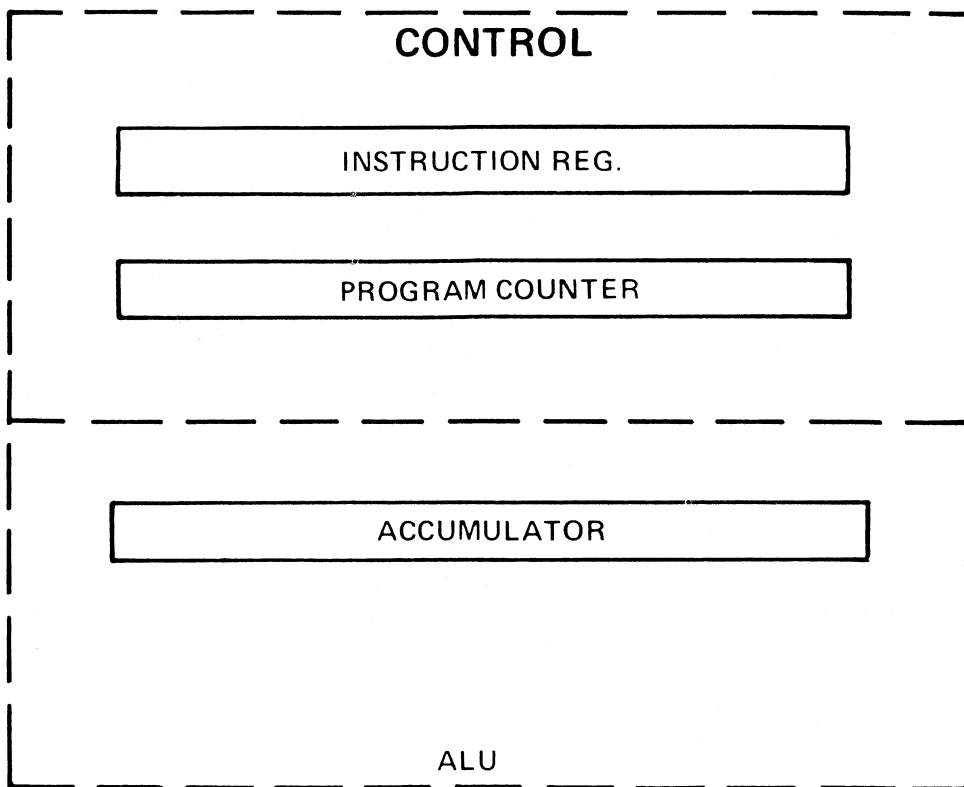 CONTROL
INSTRUCTION REG.
PROGRAM COUNTER
ACCUMULATOR
ALU